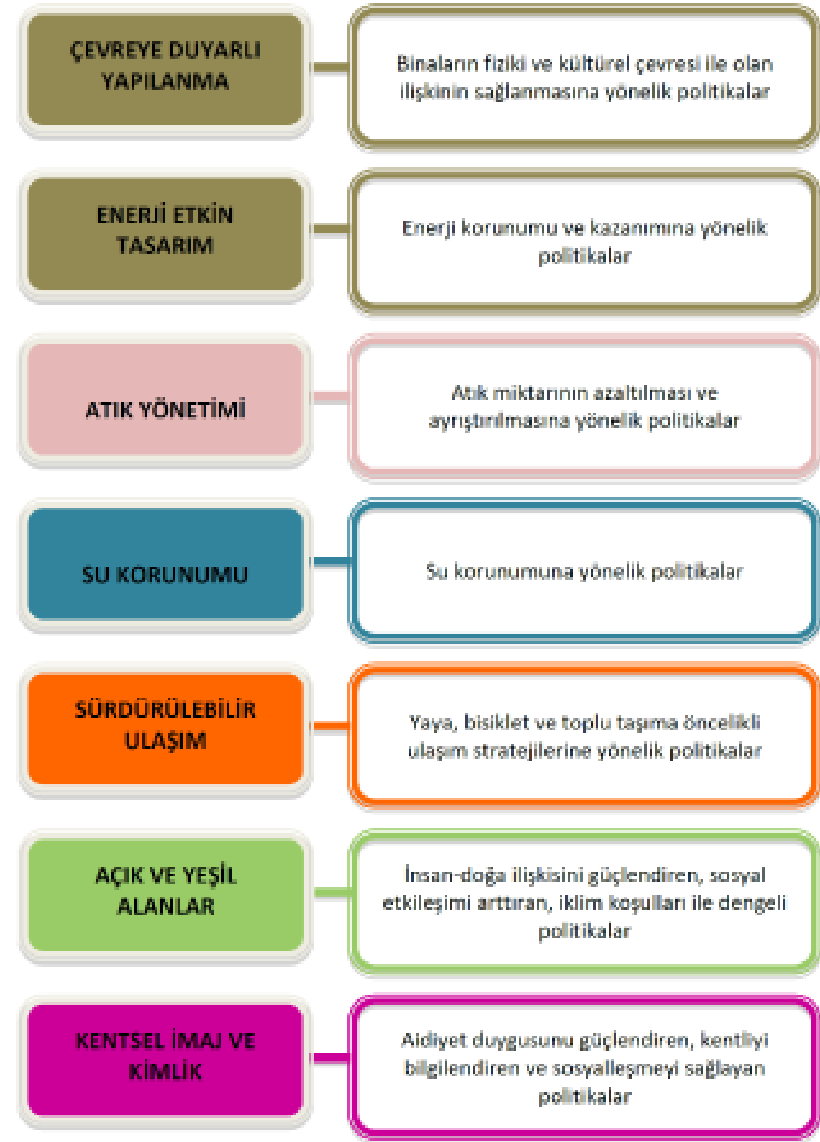 ÇEVREYE DUYARLI
YAPILANMA
Binaların fiziki ve kültürel çevresi ile olan
ilişkinin sağlanmasına yönelik politikalar
ENERJİ ETKİN
TASARIM
Enerji korunumu ve kazanımına yönelik
politikalar
ATIK YÖNETİMİ
Atık miktarının azaltılması ve
ayrıştırılmasına yönelik politikalar
SU KORUNUMU
Su korunumuna yönelik politikalar
SÜRDÜRÜLEBİLİR
ULAŞIM
Yaya, bisiklet ve toplu taşıma öncelikli
ulaşım stratejilerine yönelik politikalar
AÇIK VE YEŞİL
ALANLAR
İnsan-doğa ilişkisini güçlendiren, sosyal
etkileşimi arttıran, iklim koşulları ile dengeli
politikalar
KENTSEL İMAJ VE
KİMLİK
Aidiyet duygusunu güçlendiren, kentliyi
bilgilendiren ve sosyalleşmeyi sağlayan
politikalar